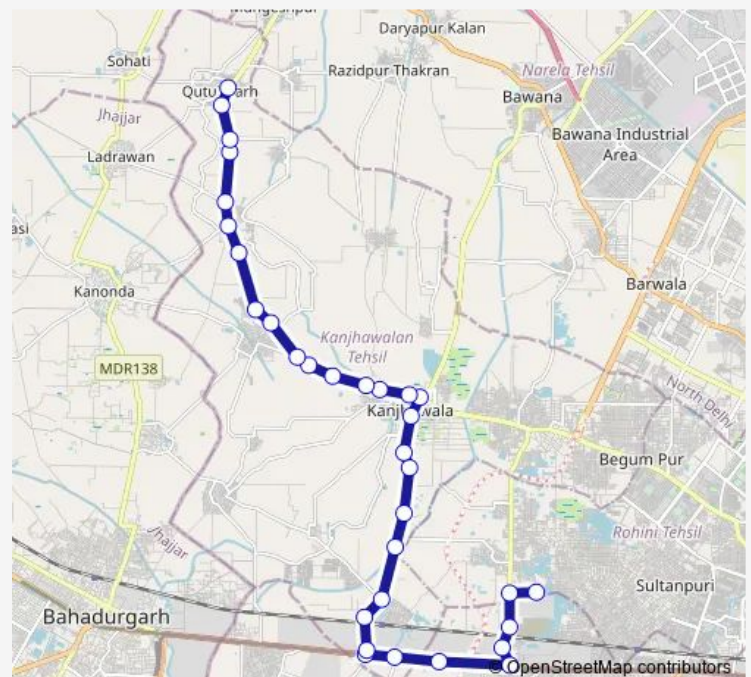 Mungeshpur
Daryapur Kalan
Sohati
Razidpur Thakran
Narela Tehsil
Bawana
Jhajjar
Bawana Industrial
Area
Ladrawan
Barwala
Kanonda
Kanjhawalan
Tehsil
MDR138
North Delhi
Begum Pur
Rohini Tehsil
Jhajjar
Sultanpuri
Bahadurgarh
© OpenStreetMap contributors